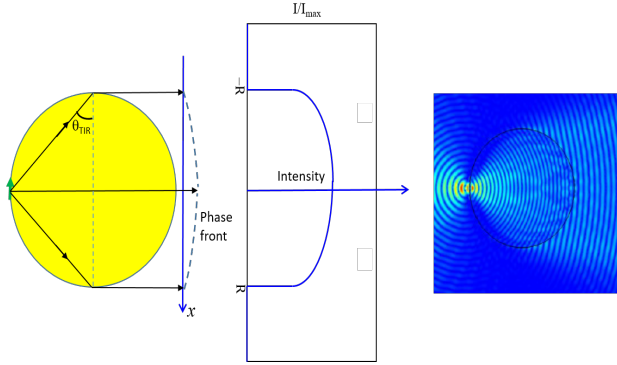 I/Imax
θTIR
−R
Intensity
Phase
front
R
x